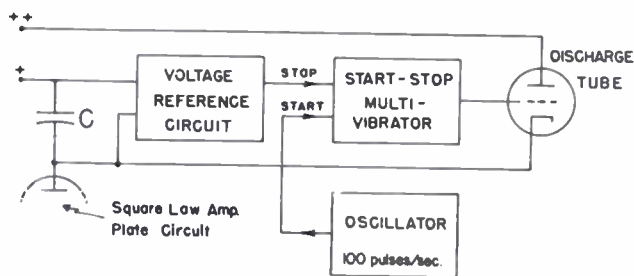 ++
+
C
VOLTAGE
REFERENCE
CIRCUIT
STOP
START
START-STOP
MULTI-
VIBRATOR
DISCHARGE
TUBE
Square Law Amp.
Plate Circuit
OSCILLATOR
100 pulses/sec.